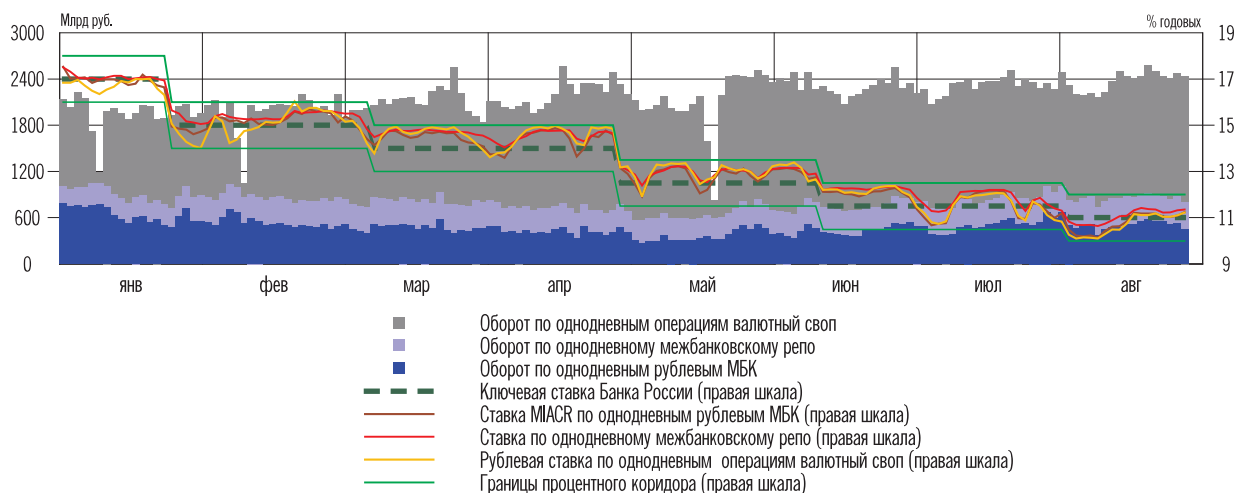 Млрд руб.
% годовых
3000
2400
1800
1200
600
0
19
17
15
13
11
9
янв
фев
мар
апр
май
июн
июл
авг
Оборот по однодневным операциям валютный своп
Оборот по однодневному межбанковскому репо
Оборот по однодневным рублевым МБК
Ключевая ставка Банка России (правая шкала)
Ставка MIACR по однодневным рублевым МБК (правая шкала)
Ставка по однодневному межбанковскому репо (правая шкала)
Рублевая ставка по однодневным операциям валютный своп (правая шкала)
Границы процентного коридора (правая шкала)